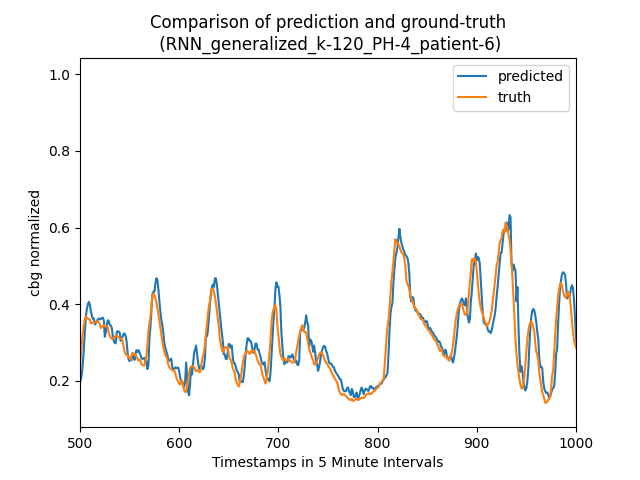 Comparison of prediction and ground-truth
(RNN_generalized_k-120_PH-4_patient-6)
predicted
truth
1.0
0.8
0.6
0.4
0.2
cbg normalized
500 600 700 800 900 1000
Timestamps in 5 Minute Intervals